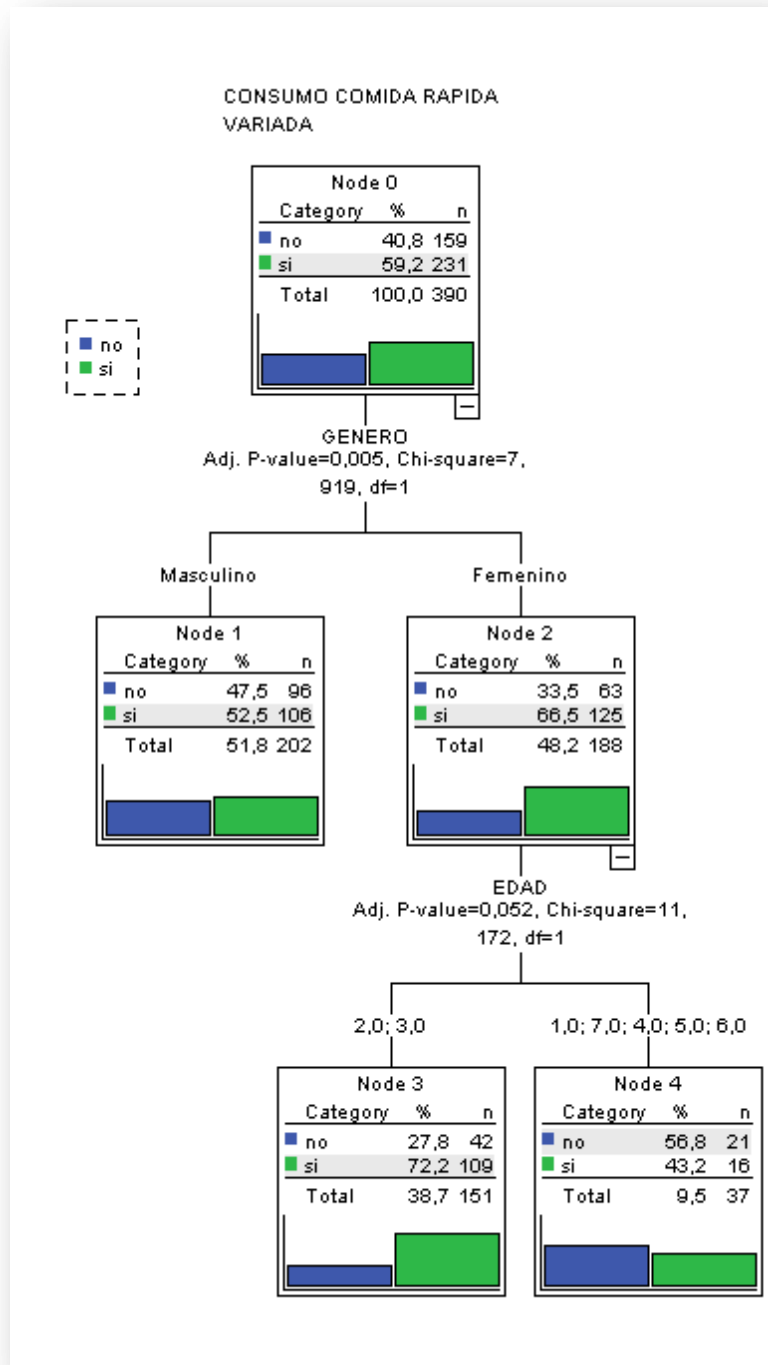 CONSUMO COMIDA RAPIDA
VARIADA
Node 0
Category % n
no 40,8 159
si 59,2 231
Total 100,0 390
no
si
GENERO
Adj. P-value=0,005, Chi-square=7,
919, df=1
Masculino Femenino
Node 1
Category % n
no 47,5 96
si 52,5 106
Total 51,8 202
Node 2
Category % n
no 33,5 63
si 66,5 125
Total 48,2 188
EDAD
Adj. P-value=0,052, Chi-square=11,
172, df=1
2,0; 3,0 1,0; 7,0; 4,0; 5,0; 6,0
Node 3
Category % n
no 27,8 42
si 72,2 109
Total 38,7 151
Node 4
Category % n
no 56,8 21
si 43,2 16
Total 9,5 37